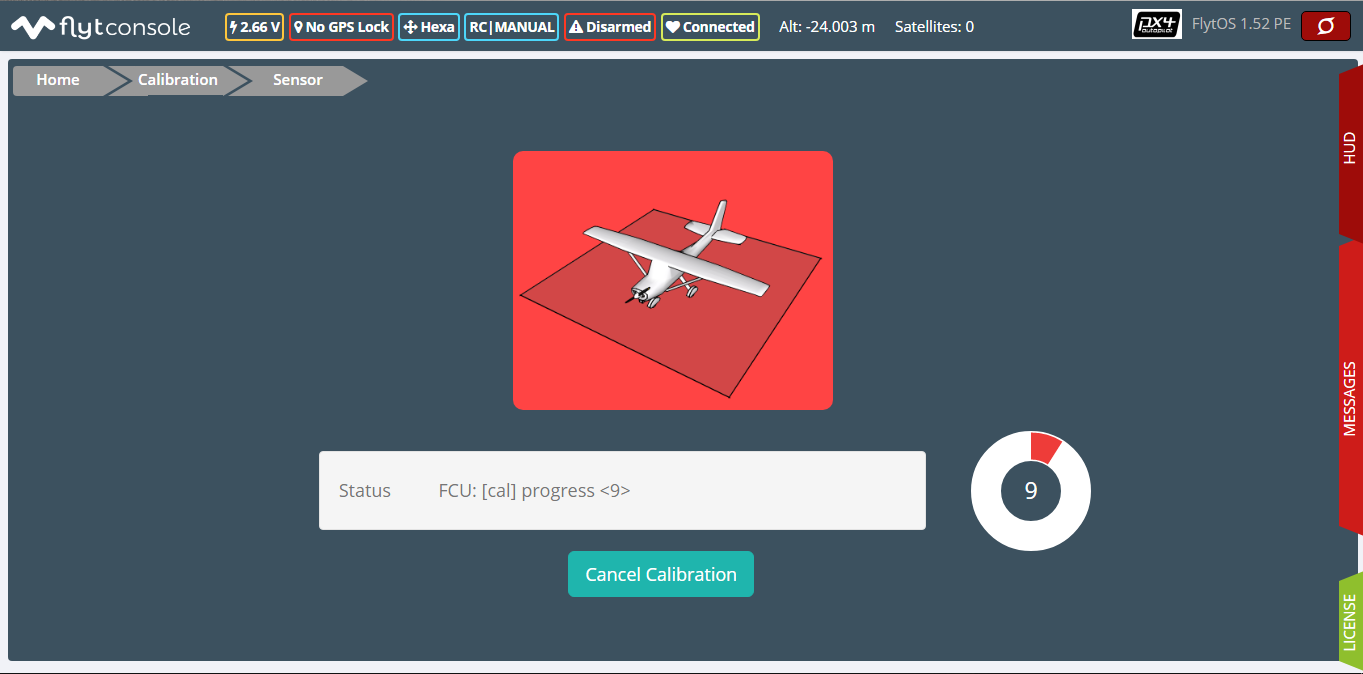 flytconsole 2.66 V No GPS Lock Hexa RC|MANUAL Disarmed Connected Alt: -24.003 m Satellites: 0 px4 autopilot FlytOS 1.52 PE
Home Calibration Sensor
HUD
MESSAGES
Status FCU: [cal] progress <9>
9
Cancel Calibration
LICENSE